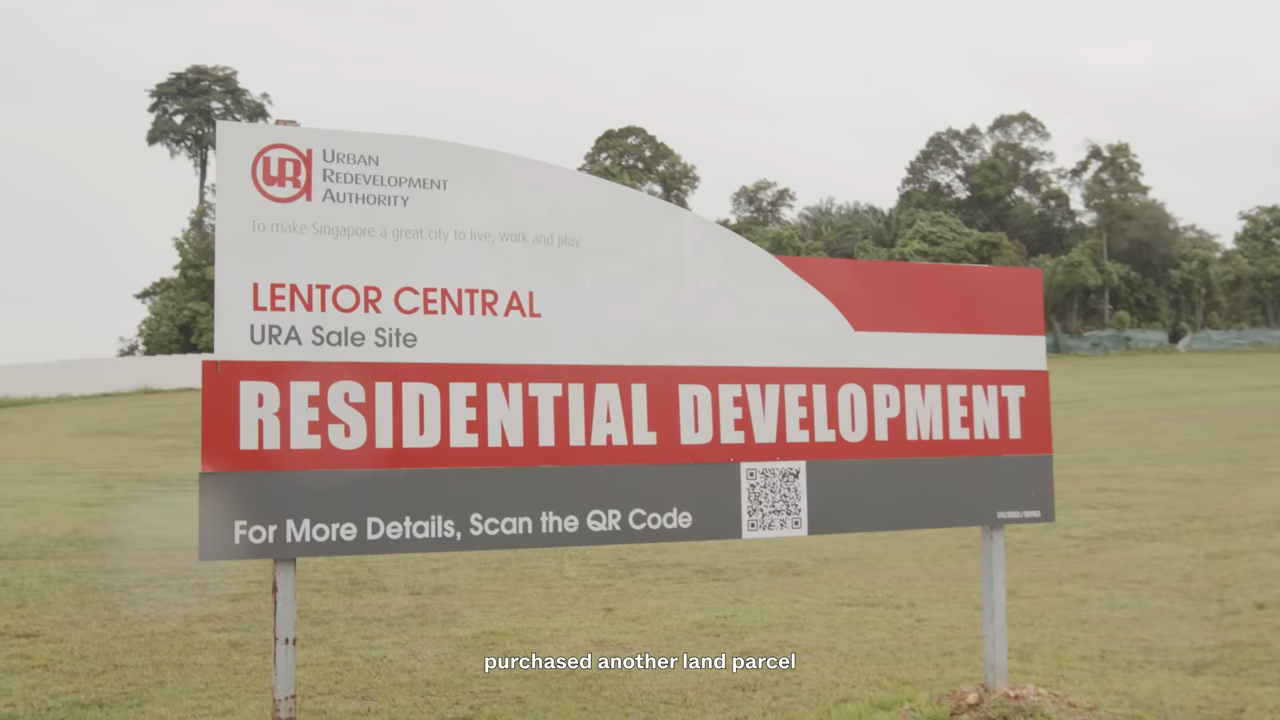 URBAN
REDEVELOPMENT
AUTHORITY
To make Singapore a great city to live, work and play
LENTOR CENTRAL
URA Sale Site
RESIDENTIAL DEVELOPMENT
For More Details, Scan the QR Code
purchased another land parcel